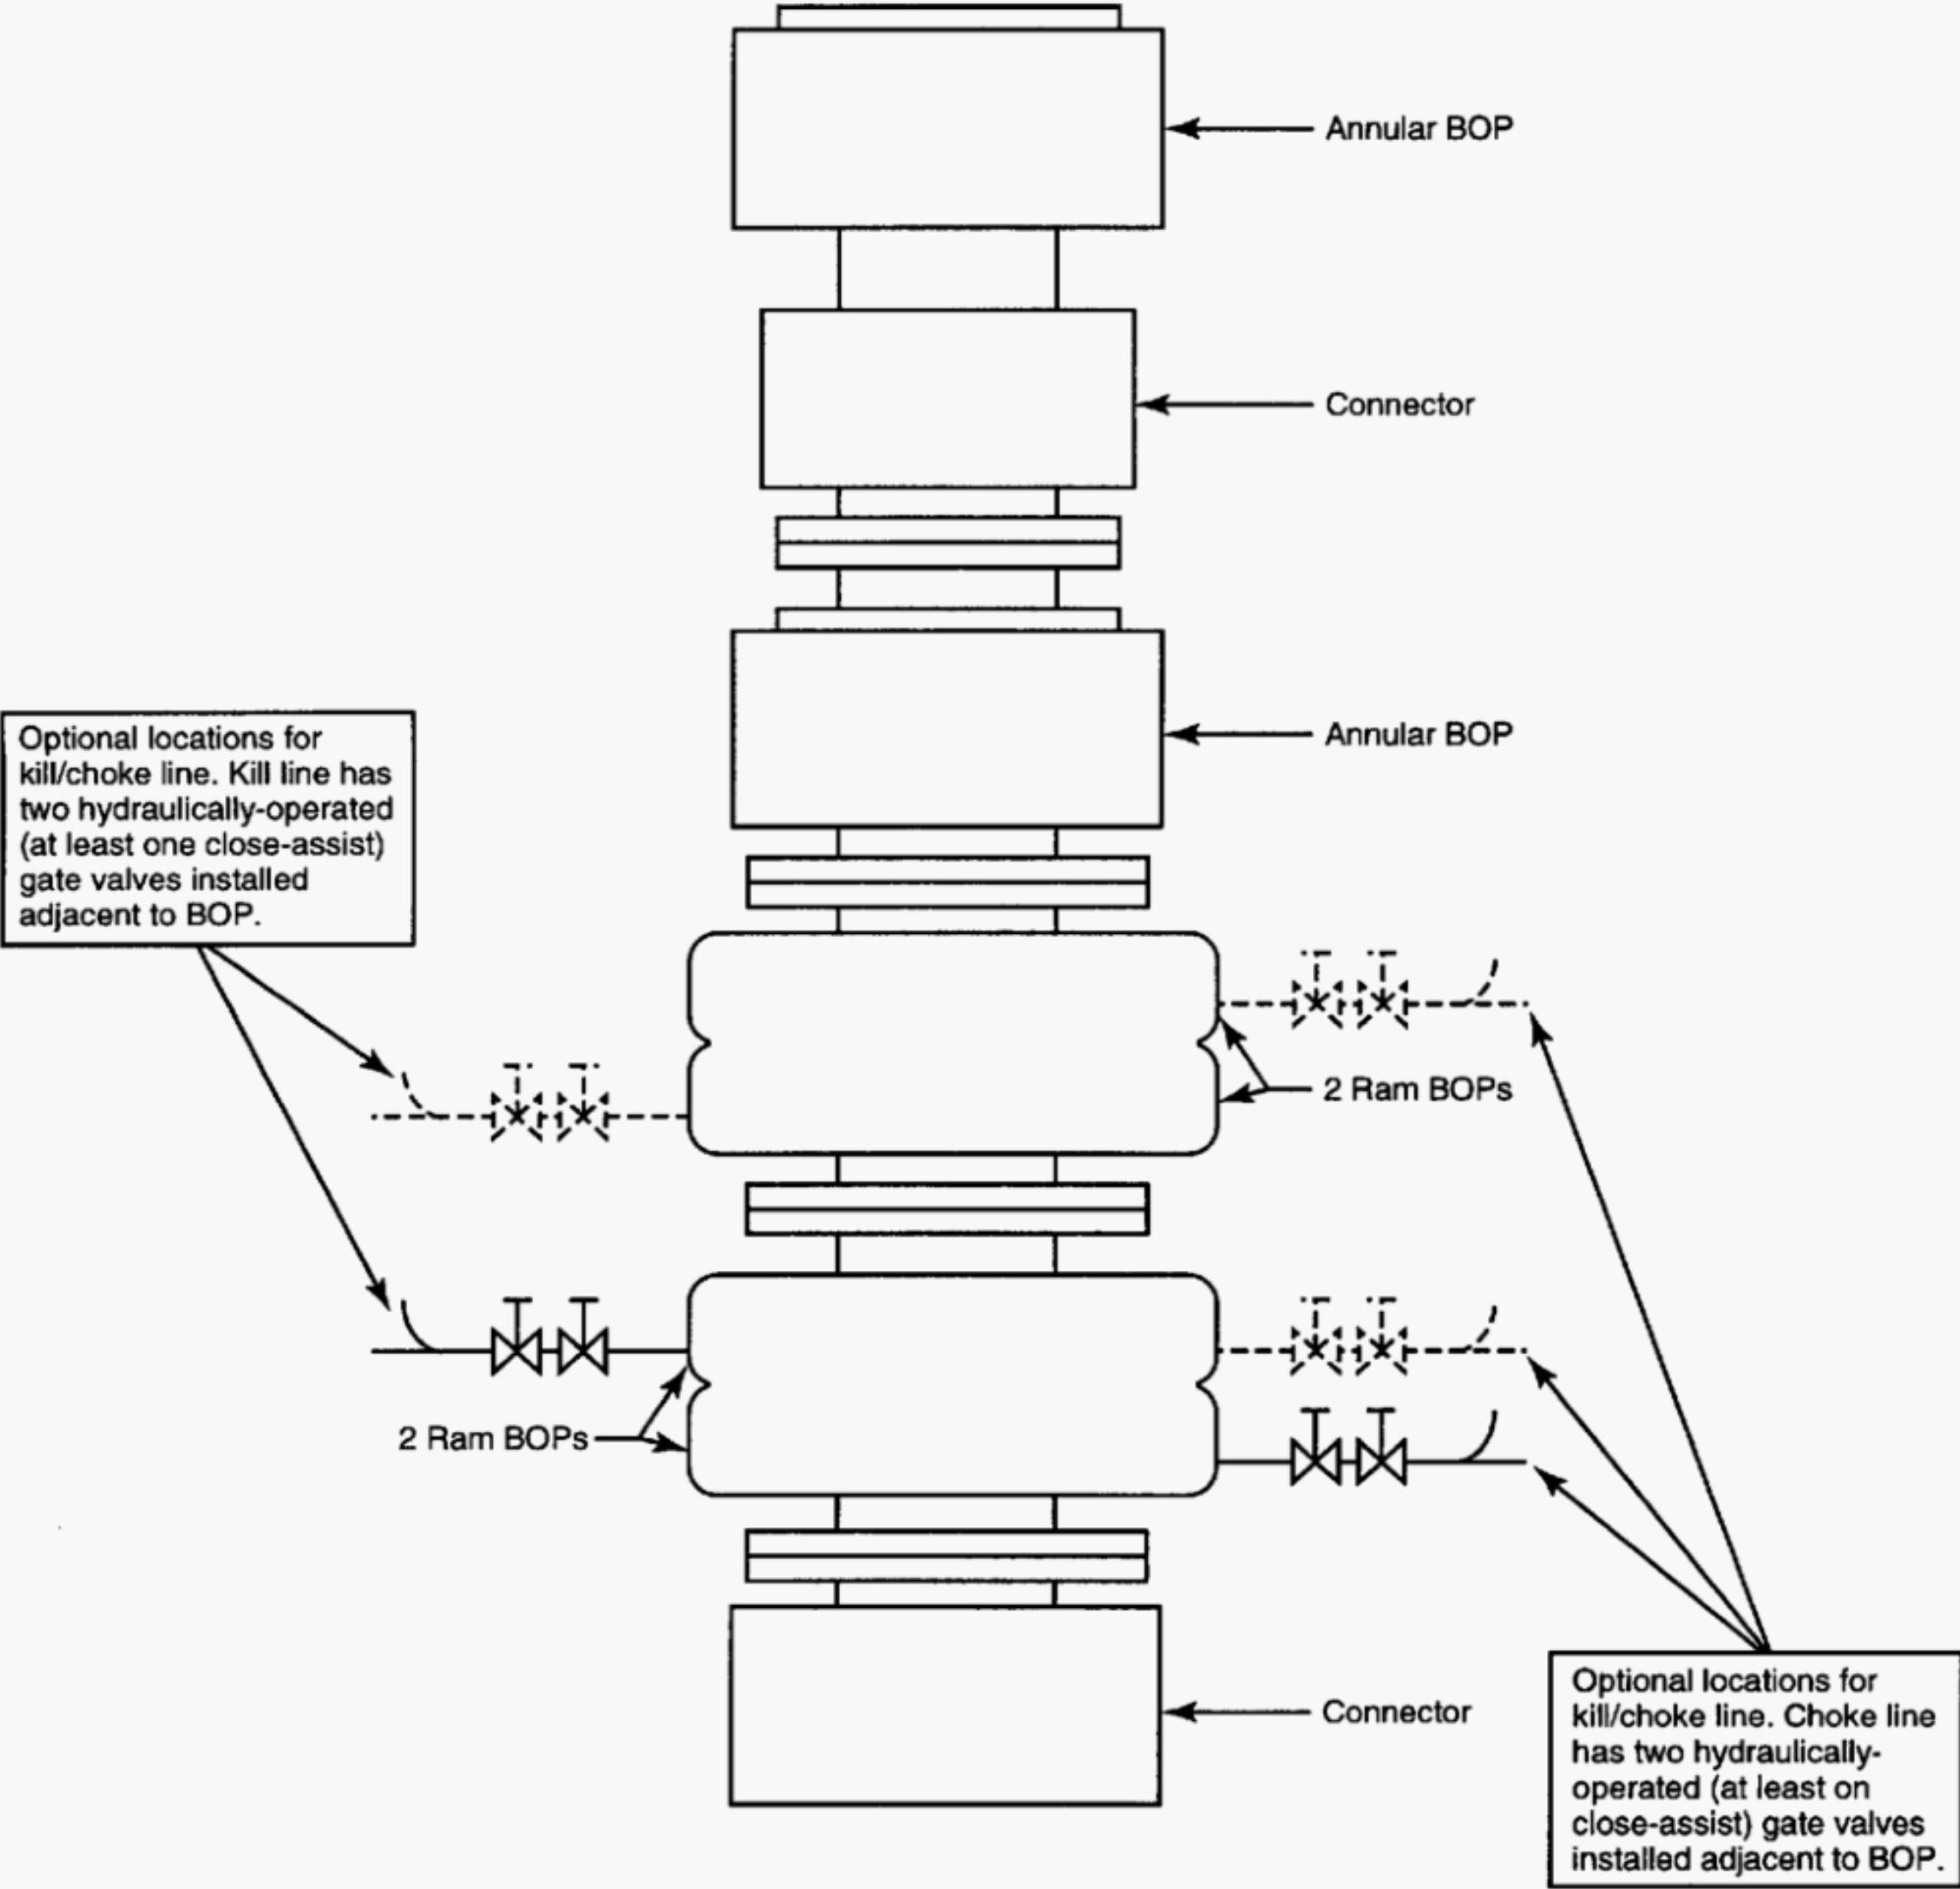 Annular BOP
Connector
Annular BOP
Optional locations for
kill/choke line. Kill line has
two hydraulically-operated
(at least one close-assist)
gate valves installed
adjacent to BOP.
2 Ram BOPs
2 Ram BOPs
Connector
Optional locations for
kill/choke line. Choke line
has two hydraulically-
operated (at least on
close-assist) gate valves
installed adjacent to BOP.